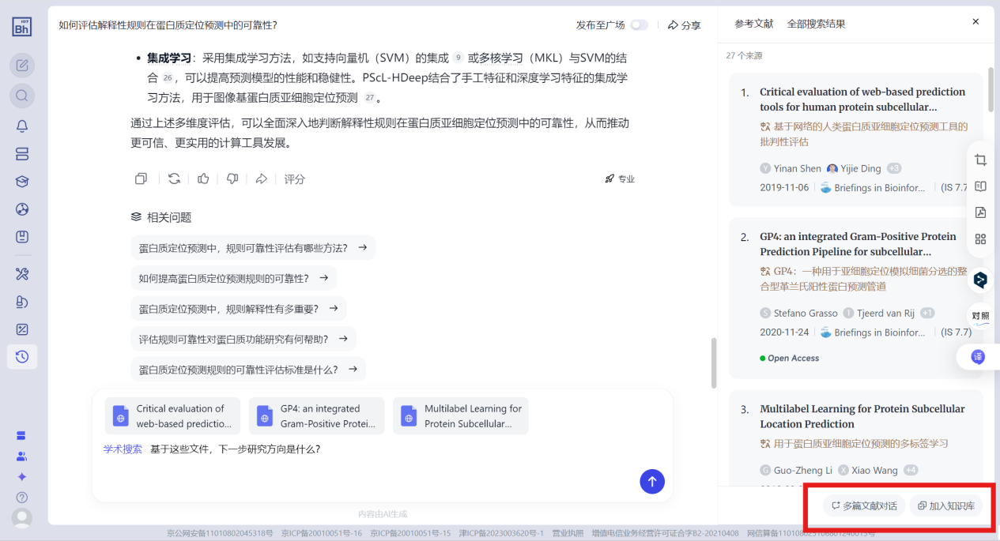 107
Bh
如何评估解释性规则在蛋白质定位预测中的可靠性?
发布至广场
分享
集成学习：采用集成学习方法，如支持向量机（SVM）的集成 9 或多核学习（MKL）与SVM的结
合 26 ，可以提高预测模型的性能和稳健性。PScL-HDeep结合了手工特征和深度学习特征的集成学
习方法，用于图像基蛋白质亚细胞定位预测 27 。
通过上述多维度评估，可以全面深入地判断解释性规则在蛋白质亚细胞定位预测中的可靠性，从而推动
更可信、更实用的计算工具发展。
评分
专业
相关问题
蛋白质定位预测中，规则可靠性评估有哪些方法? →
如何提高蛋白质定位预测规则的可靠性? →
蛋白质定位预测中，规则解释性有多重要? →
评估规则可靠性对蛋白质功能研究有何帮助? →
蛋白质定位预测规则的可靠性评估标准是什么? →
Critical evaluation of
web-based predictio...
GP4: an integrated
Gram-Positive Protei...
Multilabel Learning for
Protein Subcellular...
学术搜索 基于这些文件，下一步研究方向是什么?
内容由AI生成
参考文献 全部搜索结果
27 个来源
1. Critical evaluation of web-based prediction
tools for human protein subcellular...
基于网络的人类蛋白质亚细胞定位预测工具的
批判性评估
Y Yinan Shen Yijie Ding +3
2019-11-06 Briefings in Bioinfor... (IS 7.7
2. GP4: an integrated Gram-Positive Protein
Prediction Pipeline for subcellular...
GP4：一种用于亚细胞定位模拟细菌分选的整
合型革兰氏阳性蛋白预测管道
S Stefano Grasso T Tjeerd van Rij +1
2020-11-24 Briefings in Bioinfor... (IS 7.7)
Open Access
3. Multilabel Learning for Protein Subcellular
Location Prediction
用于蛋白质亚细胞定位预测的多标签学习
G Guo-Zheng Li X Xiao Wang +4
对照
译
多篇文献对话
加入知识库
京公网安备11010802045318号 京ICP备20010051号-16 京ICP备20010051号-15 津ICP备2023003620号-1 营业执照 增值电信业务经营许可证合字B2-20210408